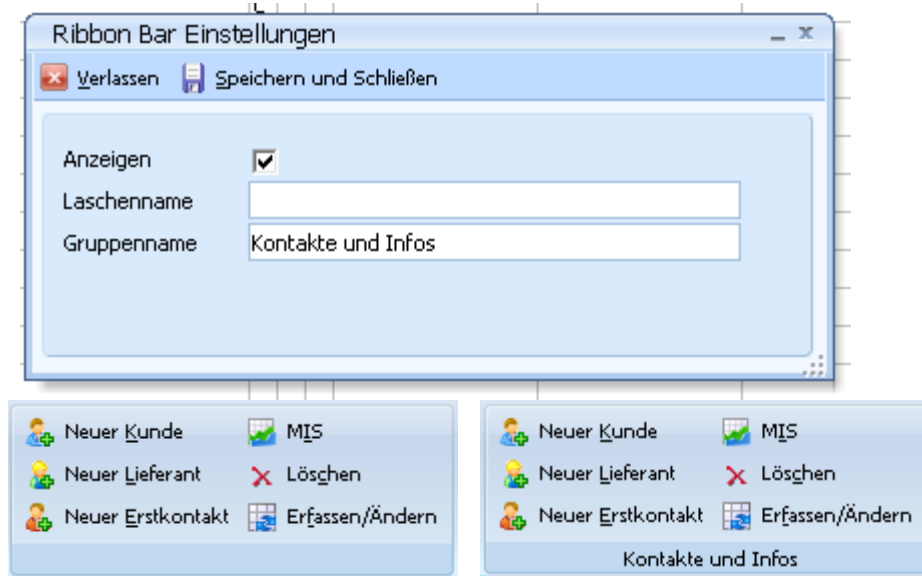 Ribbon Bar Einstellungen
Verlassen Speichern und Schließen
Anzeigen
Laschenname
Gruppenname Kontakte und Infos
Neuer Kunde MIS
Neuer Lieferant Löschen
Neuer Erstkontakt Erfassen/Ändern
Neuer Kunde MIS
Neuer Lieferant Löschen
Neuer Erstkontakt Erfassen/Ändern
Kontakte und Infos